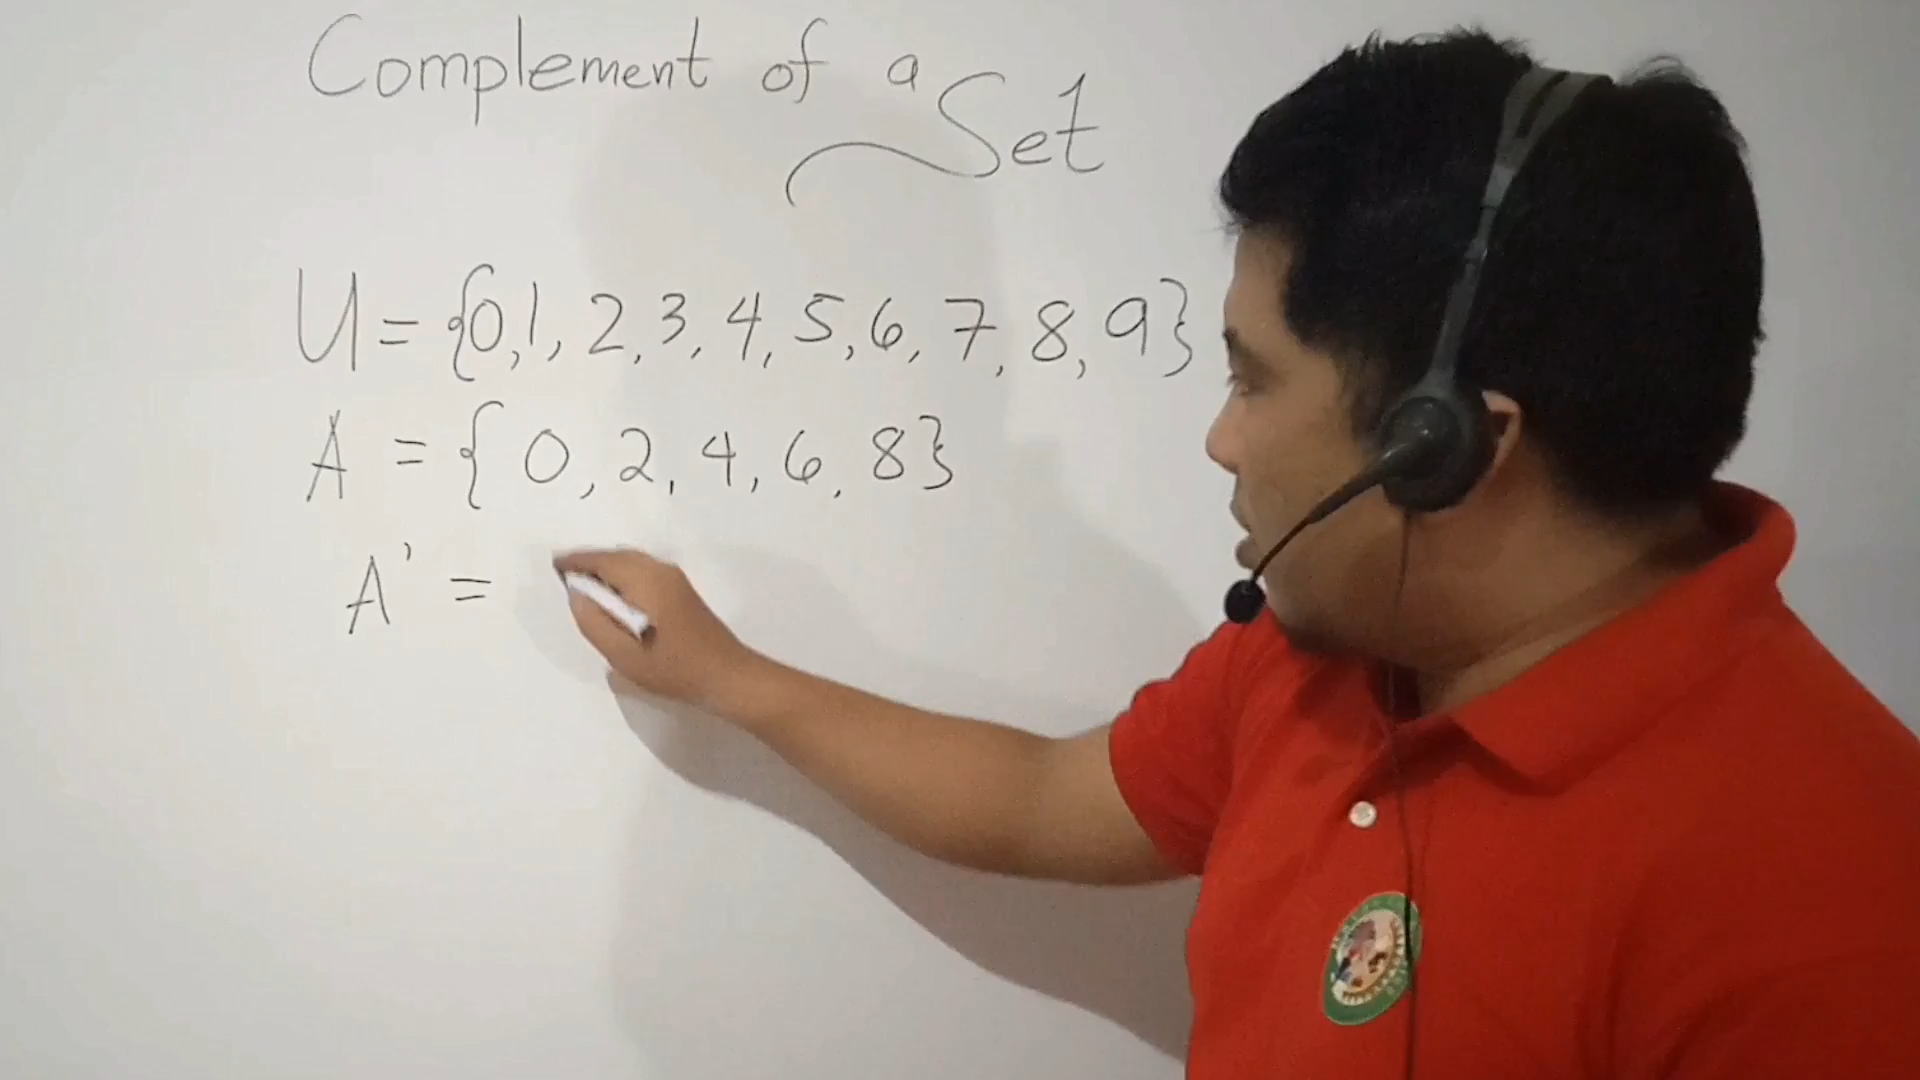 Complement of a Set
U = {0, 1, 2, 3, 4, 5, 6, 7, 8, 9}
A = { 0, 2, 4, 6, 8}
A' =